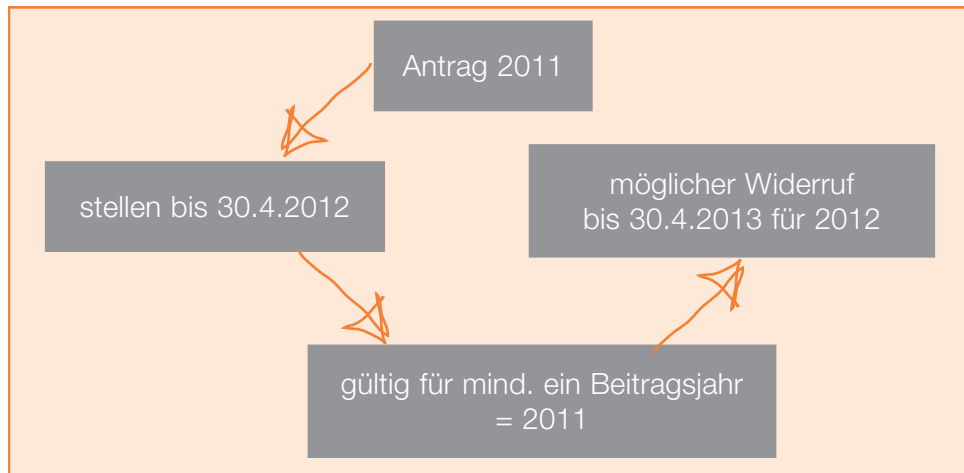 Antrag 2011
stellen bis 30.4.2012
gültig für mind. ein Beitragsjahr
= 2011
möglicher Widerruf
bis 30.4.2013 für 2012